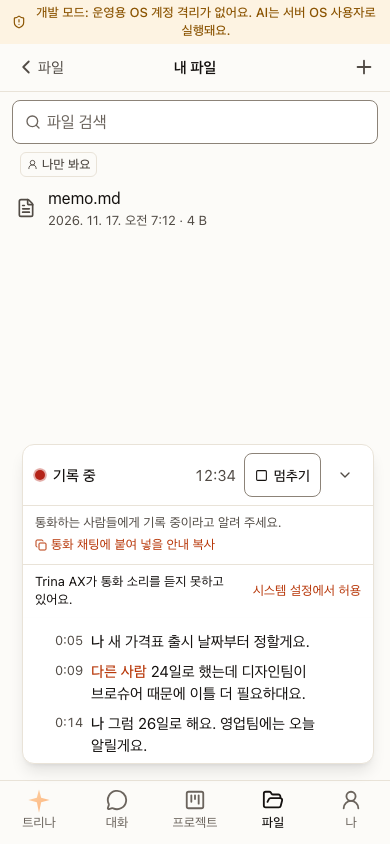 개발 모드: 운영용 OS 계정 격리가 없어요. AI는 서버 OS 사용자로
실행돼요.
파일
내 파일
파일 검색
나만 봐요
memo.md
2026. 11. 17. 오전 7:12 · 4 B
기록 중
12:34
멈추기
통화하는 사람들에게 기록 중이라고 알려 주세요.
통화 채팅에 붙여 넣을 안내 복사
Trina AX가 통화 소리를 듣지 못하고
있어요.
시스템 설정에서 허용
0:05 나 새 가격표 출시 날짜부터 정할게요.
0:09 다른 사람 24일로 했는데 디자인팀이
브로슈어 때문에 이틀 더 필요하대요.
0:14 나 그럼 26일로 해요. 영업팀에는 오늘
알릴게요.
트리나
대화
프로젝트
파일
나